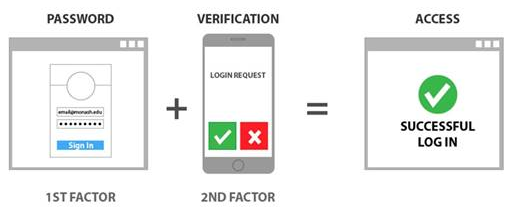 PASSWORD
VERIFICATION
ACCESS
LOGIN REQUEST
email@monash.edu
Sign In
+
=
SUCCESSFUL
LOG IN
1ST FACTOR
2ND FACTOR